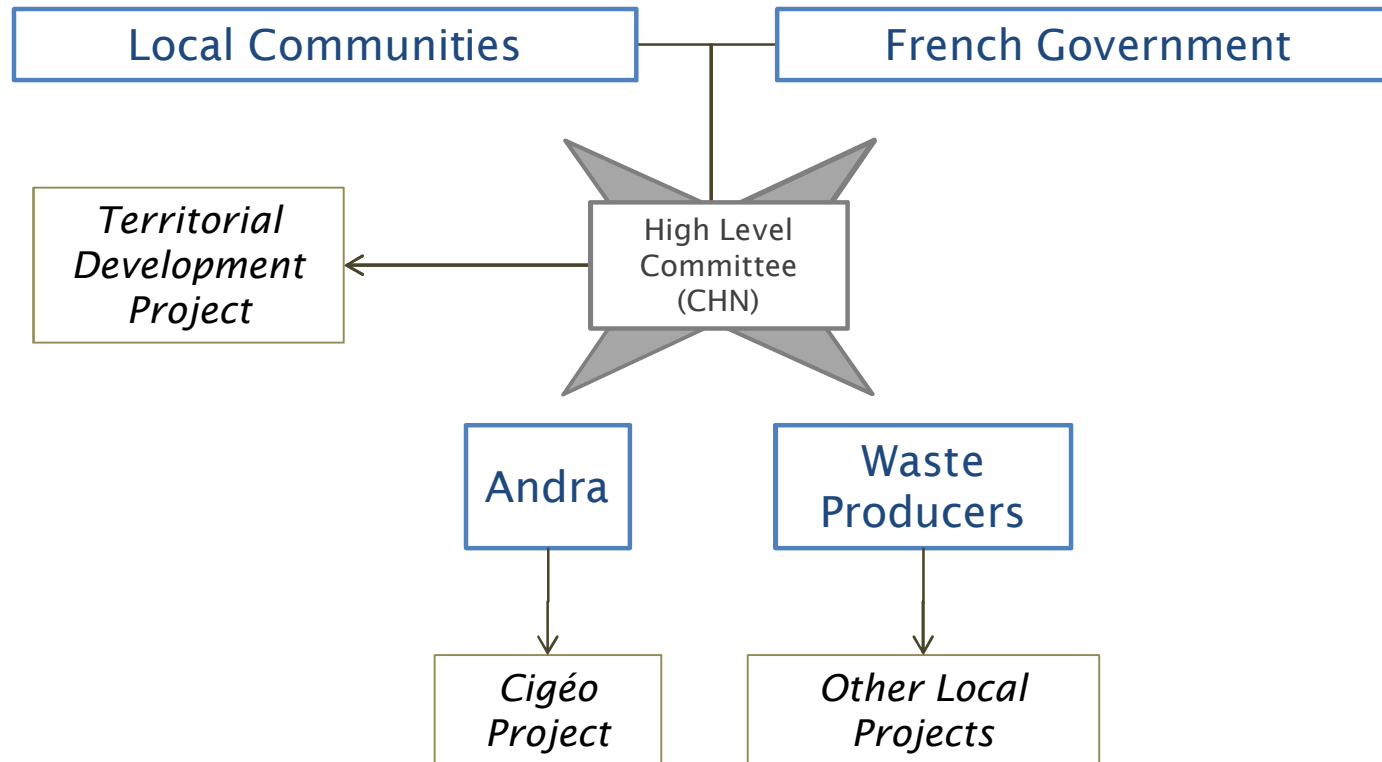 Local Communities
French Government
Territorial
Development
Project
High Level
Committee
(CHN)
Andra
Waste
Producers
Cigéo
Project
Other Local
Projects